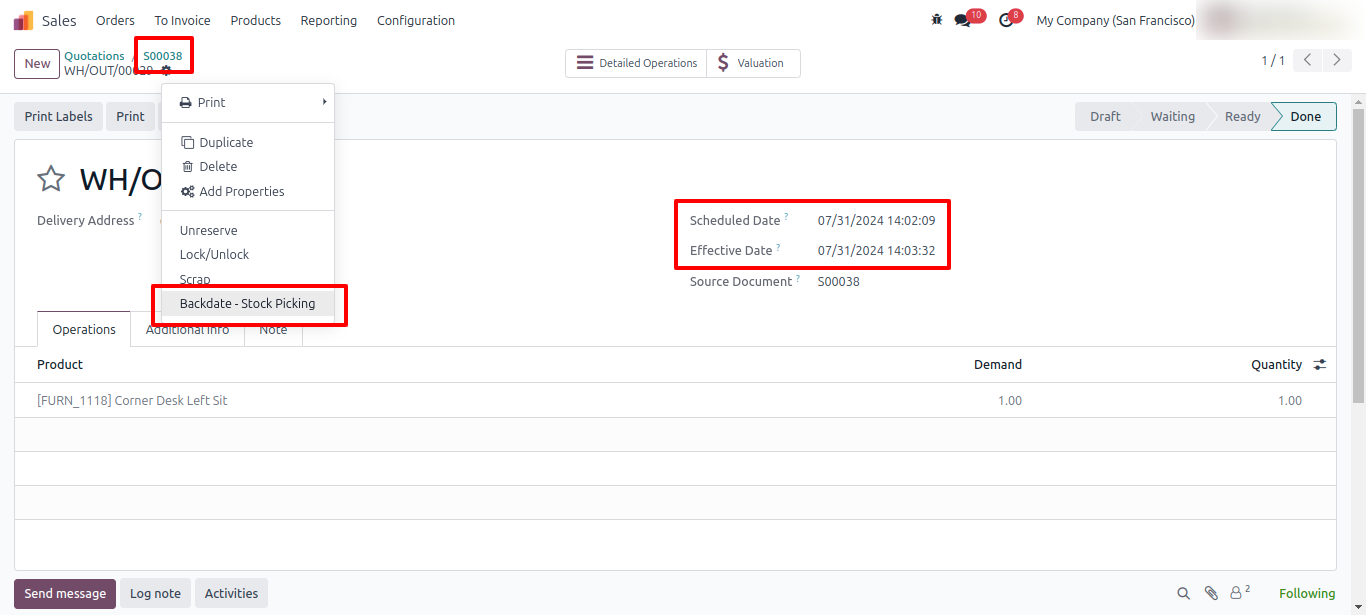 Sales Orders To Invoice Products Reporting Configuration 10 8 My Company (San Francisco)
New Quotations / S00038 Detailed Operations $ Valuation 1 / 1
WH/OUT/00029
Print Labels Print Draft Waiting Ready Done
Print
Duplicate
Delete
Add Properties
Unreserve
Lock/Unlock
Scrap
Backdate - Stock Picking
WH/O
Delivery Address ? Scheduled Date ? 07/31/2024 14:02:09
Effective Date ? 07/31/2024 14:03:32
Source Document ? S00038
Operations Additional Info Note
Product Demand Quantity
[FURN_1118] Corner Desk Left Sit 1.00 1.00
Send message Log note Activities 2 Following